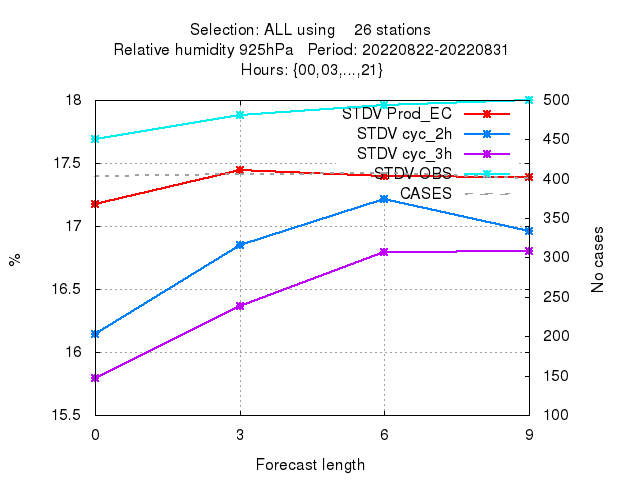 Selection: ALL using    26 stations
Relative humidity 925hPa   Period: 20220822-20220831
Hours: {00,03,...,21}
18
17.5
17
16.5
16
15.5
%
STDV Prod_EC
STDV cyc_2h
STDV cyc_3h
STDV OBS
CASES
500
450
400
350
300
250
200
150
100
No cases
0 3 6 9
Forecast length